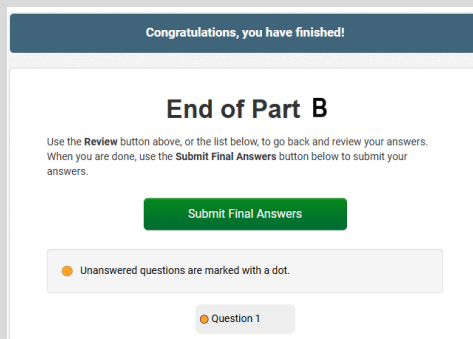 Congratulations, you have finished!
End of Part B
Use the Review button above, or the list below, to go back and review your answers.
When you are done, use the Submit Final Answers button below to submit your
answers.
Submit Final Answers
Unanswered questions are marked with a dot.
Question 1